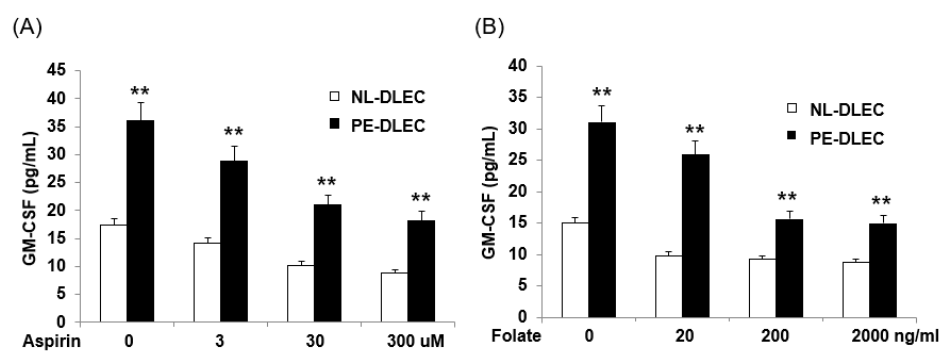 (A)
GM-CSF (pg/mL)
45
40
35
30
25
20
15
10
5
0
**
**
**
**
NL-DLEC
PE-DLEC
Aspirin 0 3 30 300 uM
(B)
GM-CSF (pg/mL)
40
35
30
25
20
15
10
5
0
**
**
**
**
NL-DLEC
PE-DLEC
Folate 0 20 200 2000 ng/ml